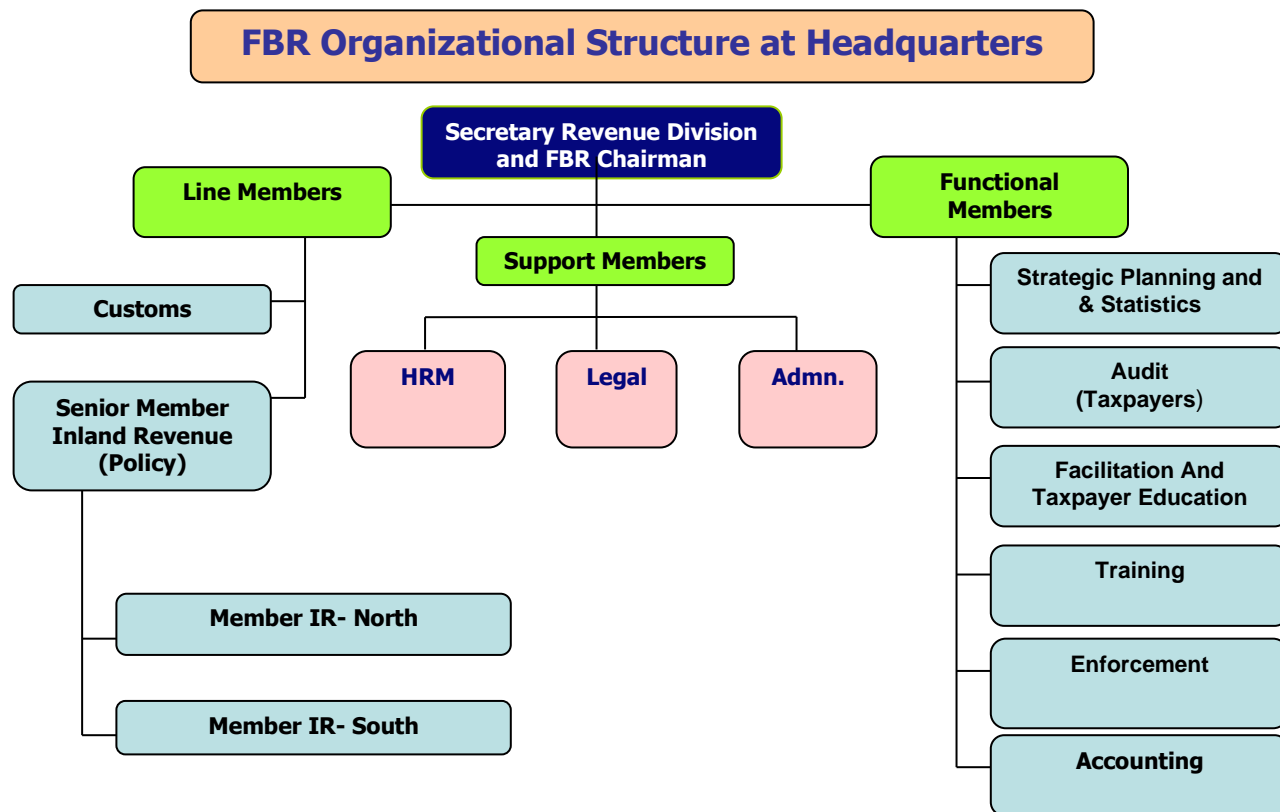 FBR Organizational Structure at Headquarters
Secretary Revenue Division
and FBR Chairman
Line Members
Functional
Members
Support Members
Customs
Senior Member
Inland Revenue
(Policy)
Member IR- North
Member IR- South
HRM
Legal
Admn.
Strategic Planning and
& Statistics
Audit
(Taxpayers)
Facilitation And
Taxpayer Education
Training
Enforcement
Accounting